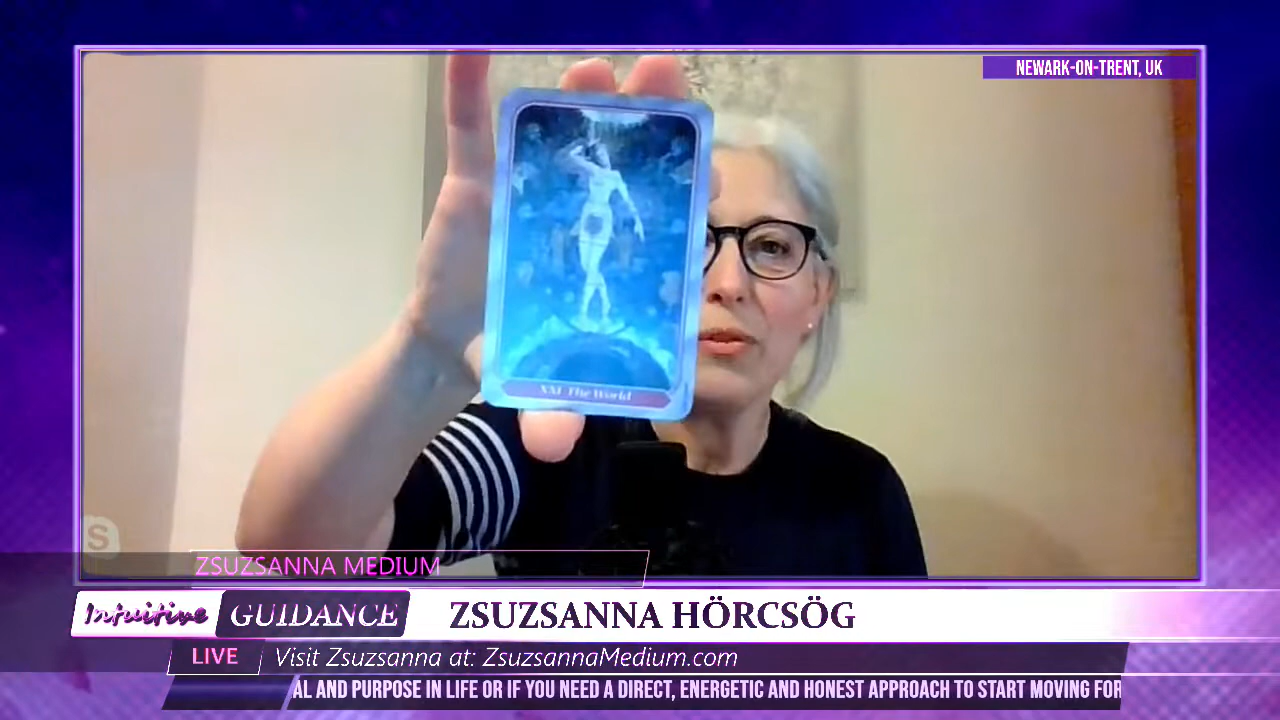 NEWARK-ON-TRENT, UK
XXI The World
S
ZSUZSANNA MEDIUM
Intuitive GUIDANCE
ZSUZSANNA HÖRCSÖG
LIVE
Visit Zsuzsanna at: ZsuzsannaMedium.com
AL AND PURPOSE IN LIFE OR IF YOU NEED A DIRECT, ENERGETIC AND HONEST APPROACH TO START MOVING FOR